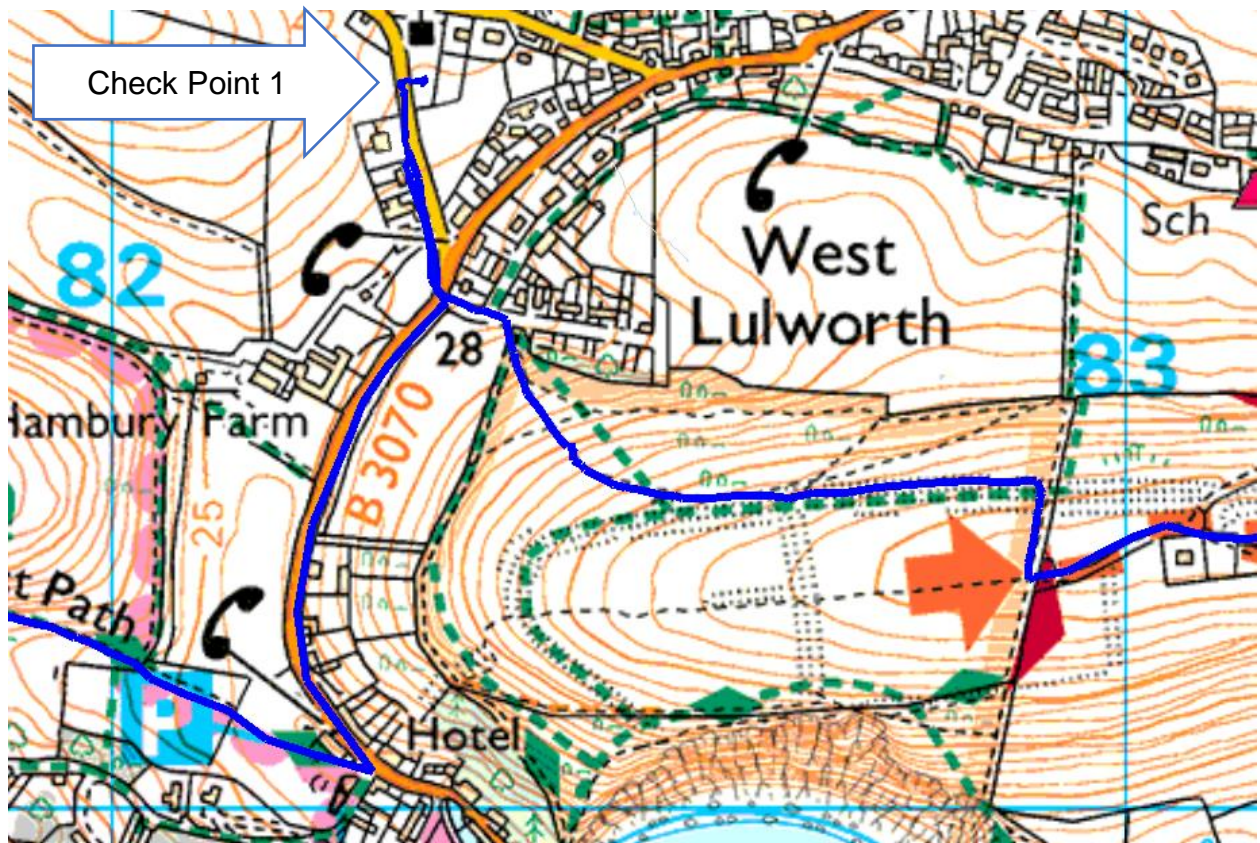 Check Point 1
82
West
Lulworth
Sch
83
28
Hambury Farm
B 3070
25
t Path
P
Hotel